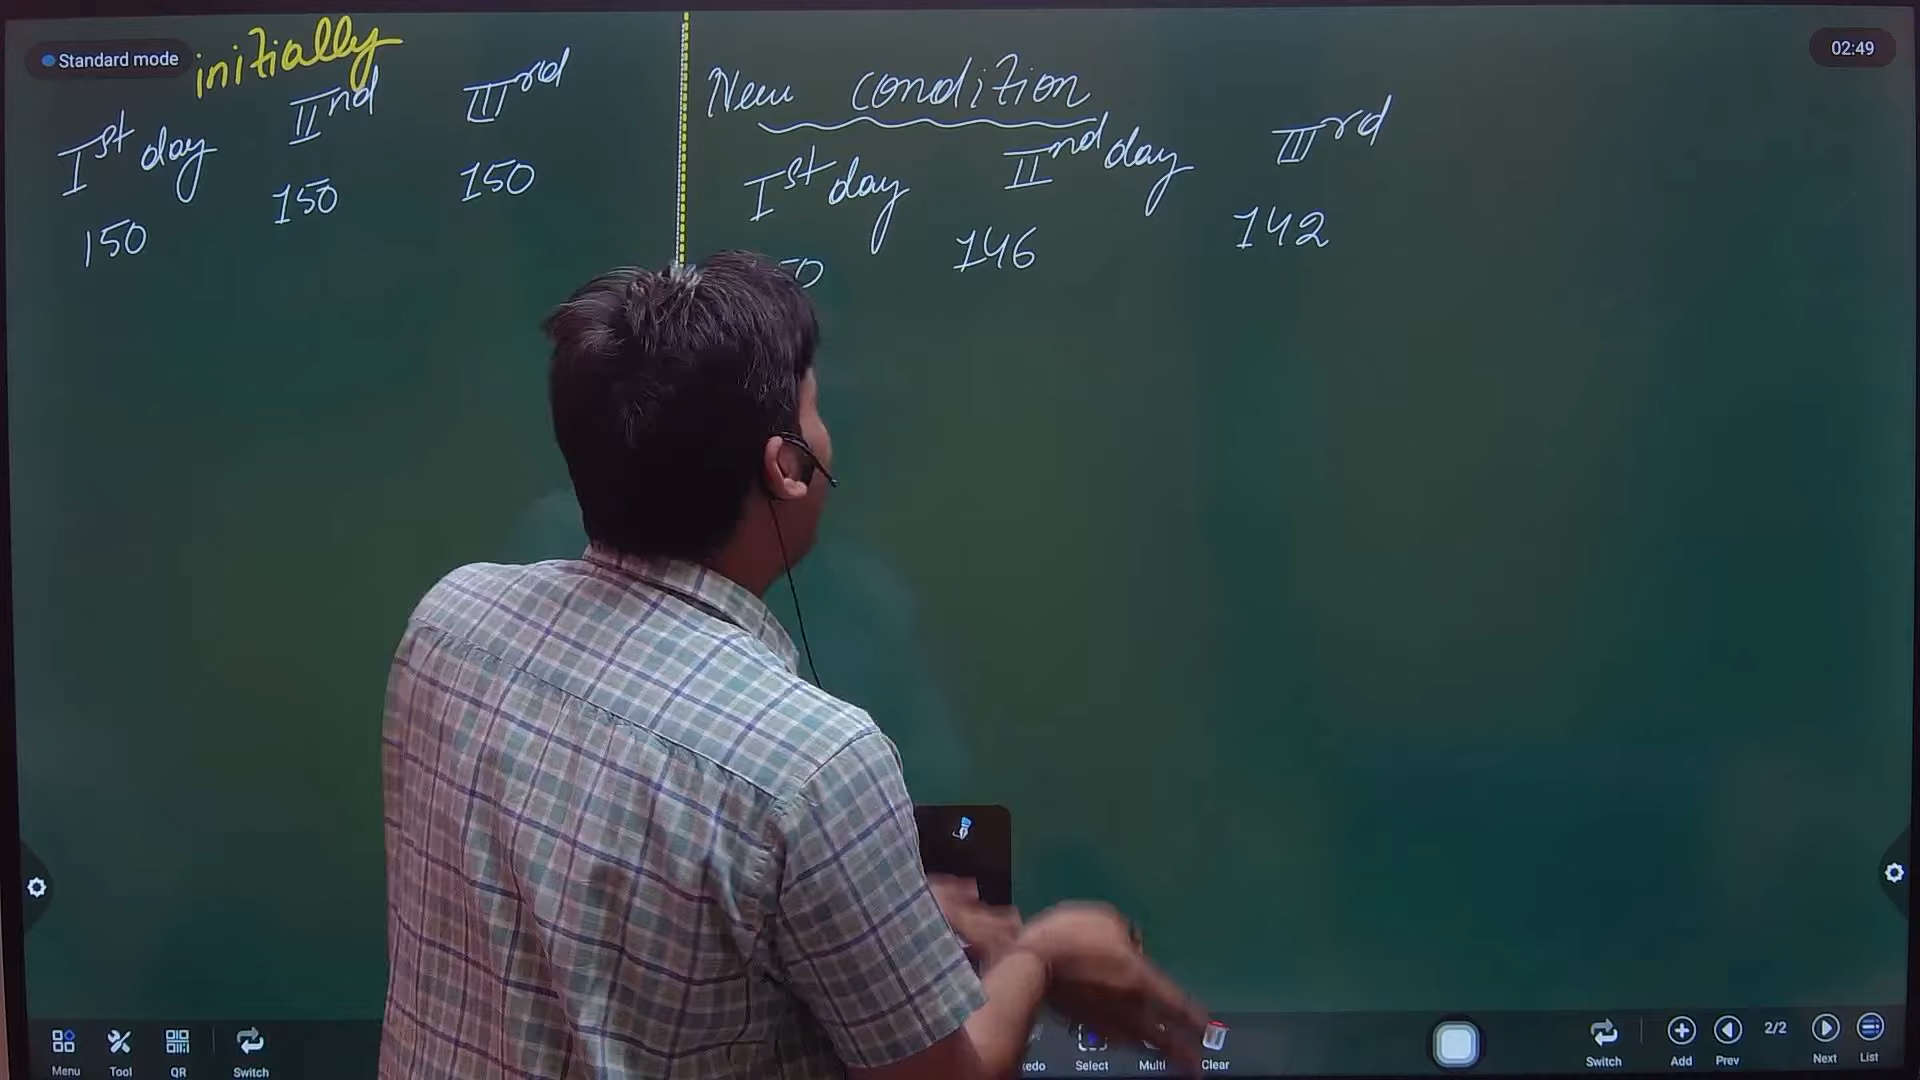 Standard mode
initially
Ist day IInd IIIrd
150 150 150
New condition
Ist day IInd day IIIrd
50 146 142
02:49
Menu Tool QR Switch
Select Multi Clear
Switch Add Prev 2/2 Next List